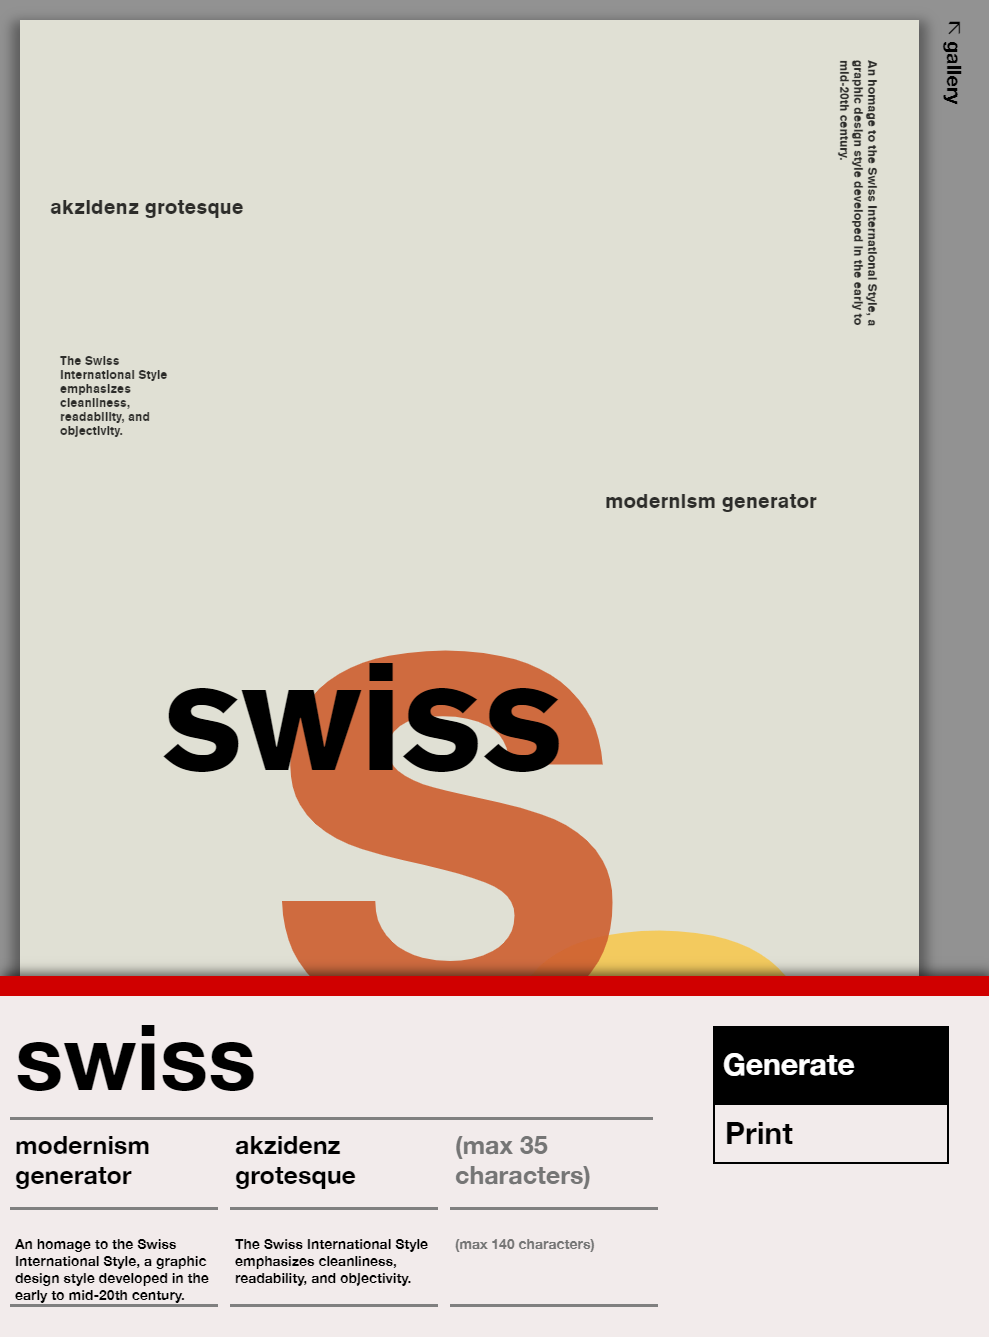 ↖ gallery
An homage to the Swiss International Style, a
graphic design style developed in the early to
mid-20th century.
akzidenz grotesque
The Swiss
International Style
emphasizes
cleanliness,
readability, and
objectivity.
modernism generator
s
swiss
swiss
Generate
Print
modernism
generator
akzidenz
grotesque
(max 35
characters)
An homage to the Swiss
International Style, a graphic
design style developed in the
early to mid-20th century.
The Swiss International Style
emphasizes cleanliness,
readability, and objectivity.
(max 140 characters)